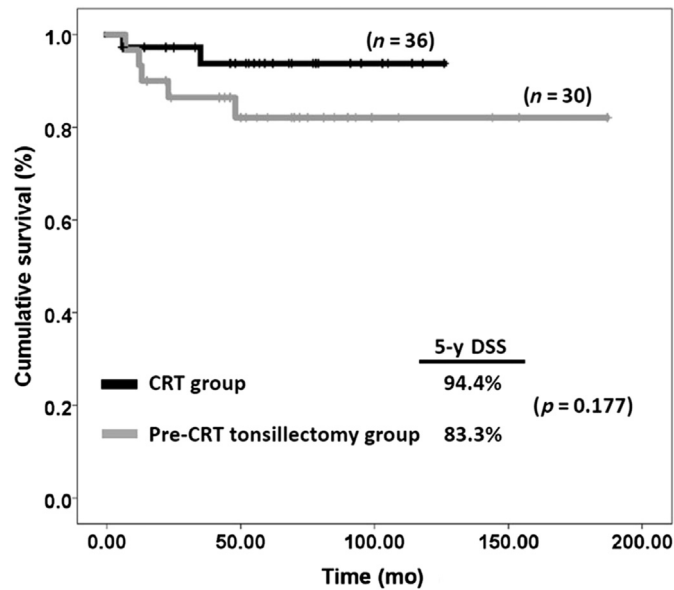 Cumulative survival (%)
1.0
0.8
0.6
0.4
0.2
0.0
(n = 36)
(n = 30)
5-y DSS
CRT group 94.4%
(p = 0.177)
Pre-CRT tonsillectomy group 83.3%
0.00 50.00 100.00 150.00 200.00
Time (mo)